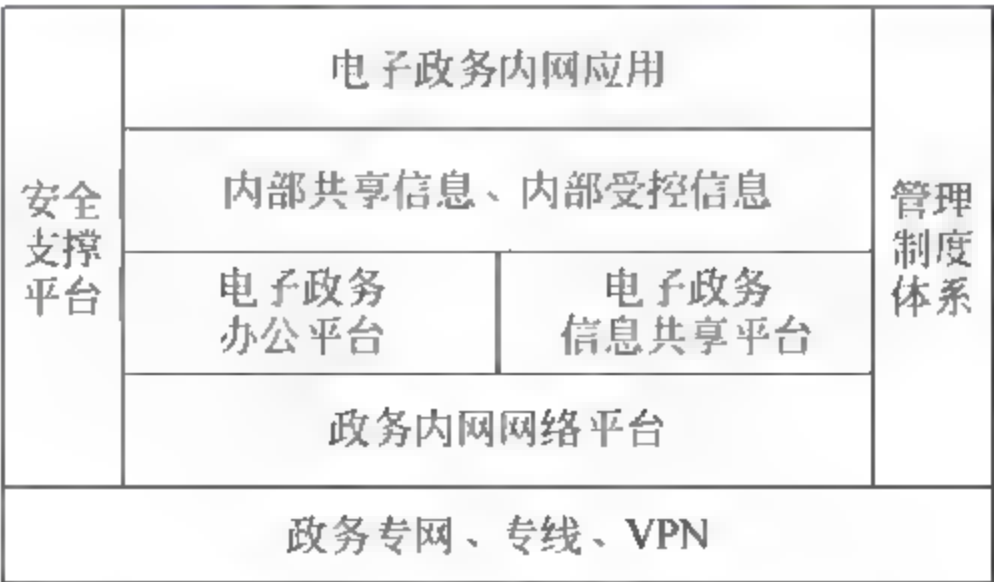 电子政务内网应用
内部共享信息、内部受控信息
安全
支撑
平台
管理
制度
体系
电子政务
办公平台
电子政务
信息共享平台
政务内网网络平台
政务专网、专线、VPN